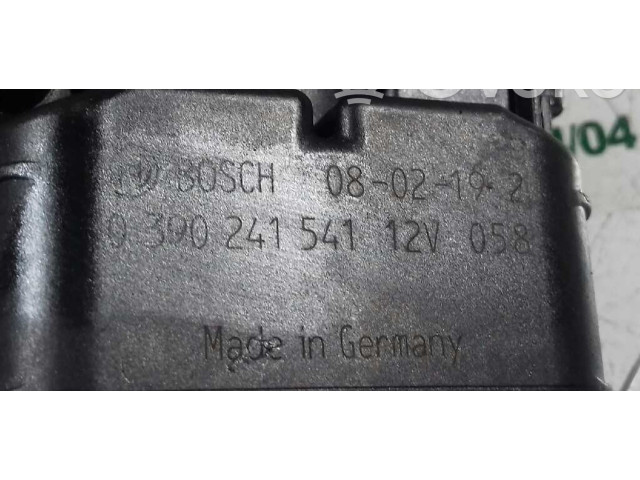 BOSCH 08-02-19-2
0 390 241 541 12V 058
Made in Germany